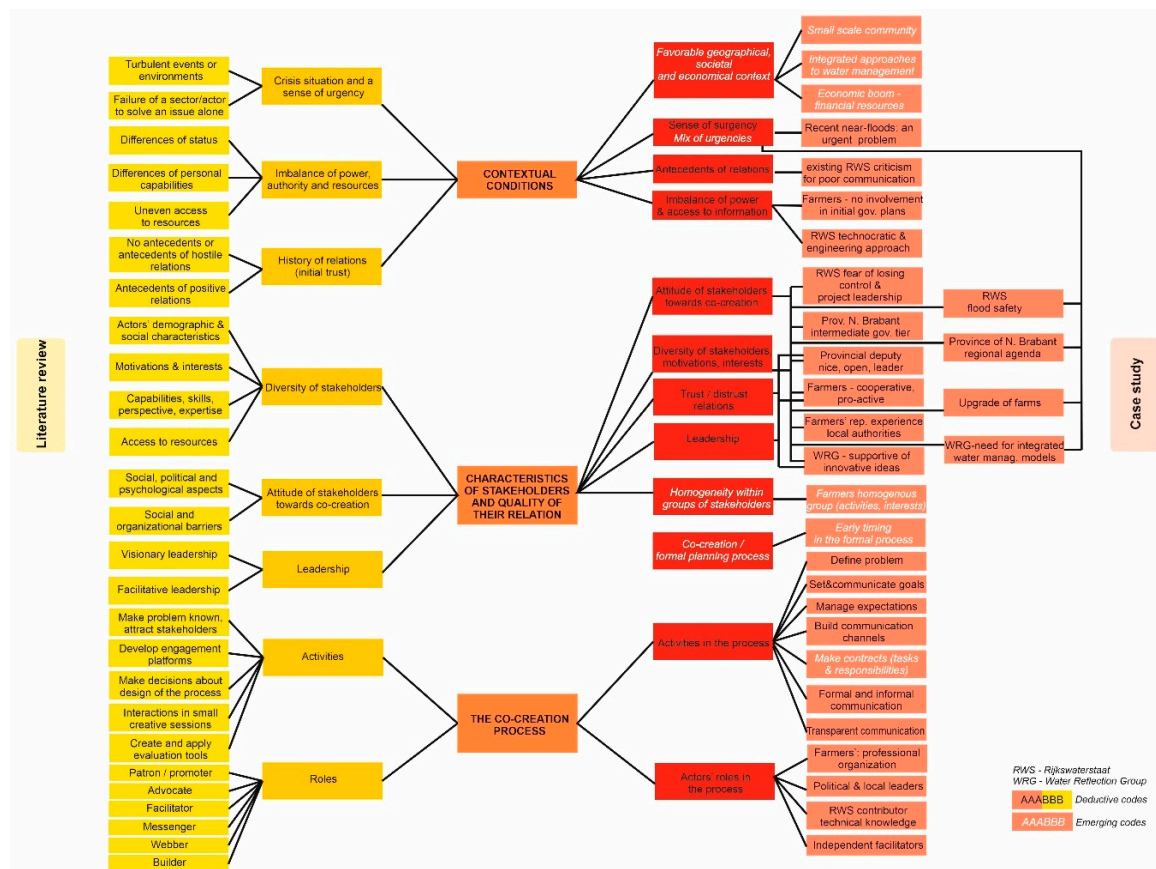 Literature review
Turbulent events or
environments
Failure of a sector/actor
to solve an issue alone
Differences of status
Differences of personal
capabilities
Uneven access
to resources
No antecedents or
antecedents of hostile
relations
Antecedents of positive
relations
Actors' demographic &
social characteristics
Motivations & interests
Capabilities, skills,
perspective, expertise
Access to resources
Social, political and
psychological aspects
Social and
organizational barriers
Visionary leadership
Facilitative leadership
Make problem known,
attract stakeholders
Develop engagement
platforms
Make decisions about
design of the process
Interactions in small
creative sessions
Create and apply
evaluation tools
Patron / promoter
Advocate
Facilitator
Messenger
Webber
Builder
Crisis situation and a
sense of urgency
Imbalance of power,
authority and resources
History of relations
(initial trust)
Diversity of stakeholders
Attitude of stakeholders
towards co-creation
Leadership
Activities
Roles
CONTEXTUAL
CONDITIONS
CHARACTERISTICS
OF STAKEHOLDERS
AND QUALITY OF
THEIR RELATION
THE CO-CREATION
PROCESS
Favorable geographical,
societal
and economical context
Sense of surgency
Mix of urgencies
Antecedents of relations
Imbalance of power
& access to information
Attitude of stakeholders
towards co-creation
Diversity of stakeholders
motivations, interests
Trust / distrust
relations
Leadership
Homogeneity within
groups of stakeholders
Co-creation /
formal planning process
Activities in the process
Actors' roles in
the process
Small scale community
Integrated approaches
to water management
Economic boom -
financial resources
Recent near-floods: an
urgent problem
existing RWS criticism
for poor communication
Farmers - no involvement
in initial gov. plans
RWS technocratic &
engineering approach
RWS fear of losing
control &
project leadership
Prov. N. Brabant
intermediate gov. tier
Provincial deputy
nice, open, leader
Farmers - cooperative,
pro-active
Farmers' rep. experience
local authorities
WRG - supportive of
innovative ideas
Farmers homogenous
group (activities, interests)
Early timing
in the formal process
Define problem
Set&communicate goals
Manage expectations
Build communication
channels
Make contracts (tasks
& responsibilities)
Formal and informal
communication
Transparent communication
Farmers': professional
organization
Political & local leaders
RWS contributor
technical knowledge
Independent facilitators
RWS
flood safety
Province of N. Brabant
regional agenda
Upgrade of farms
WRG-need for integrated
water manag. models
Case study
RWS - Rijkswaterstaat
WRG - Water Reflection Group
AAABBB Deductive codes
AAABBB Emerging codes